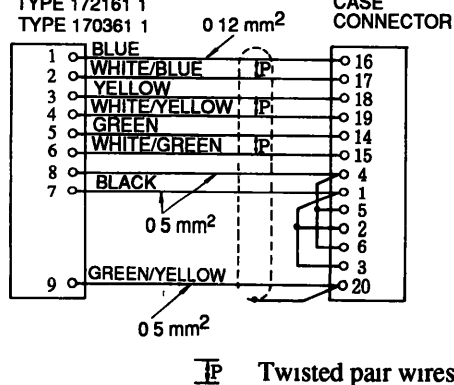 TYPE 172161 1
TYPE 170361 1
CASE
CONNECTOR
0 12 mm²
1 BLUE 16
2 WHITE/BLUE P 17
3 YELLOW 18
4 WHITE/YELLOW P 19
5 GREEN 14
6 WHITE/GREEN P 15
8 4
7 BLACK 1
5
0 5 mm²
2
6
3
9 GREEN/YELLOW 20
0 5 mm²
P Twisted pair wires